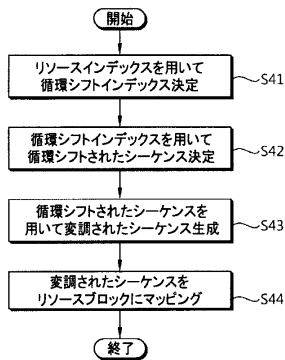 開始
リソースインデックスを用いて
循環シフトインデックス決定
S41
循環シフトインデックスを用いて
循環シフトされたシーケンス決定
S42
循環シフトされたシーケンスを
用いて変調されたシーケンス生成
S43
変調されたシーケンスを
リソースブロックにマッピング
S44
終了